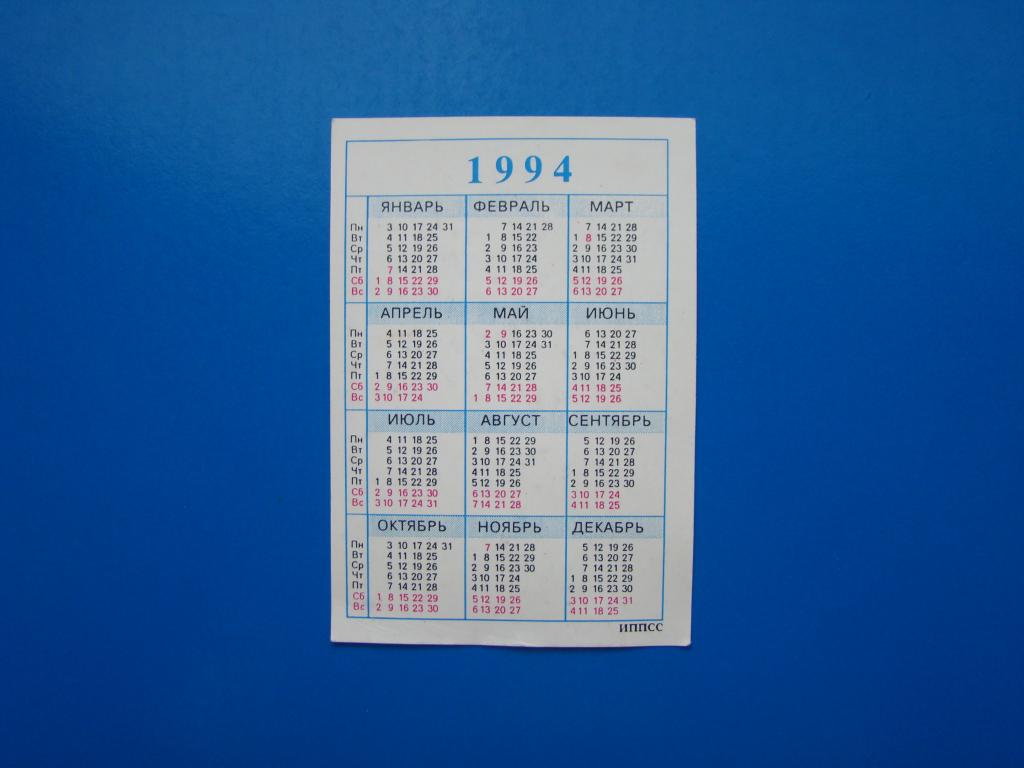 1994
ЯНВАРЬ ФЕВРАЛЬ МАРТ
Пн 3 10 17 24 31 7 14 21 28 7 14 21 28
Вт 4 11 18 25 1 8 15 22 1 8 15 22 29
Ср 5 12 19 26 2 9 16 23 2 9 16 23 30
Чт 6 13 20 27 3 10 17 24 3 10 17 24 31
Пт 7 14 21 28 4 11 18 25 4 11 18 25
Сб 1 8 15 22 29 5 12 19 26 5 12 19 26
Вс 2 9 16 23 30 6 13 20 27 6 13 20 27
АПРЕЛЬ МАЙ ИЮНЬ
Пн 4 11 18 25 2 9 16 23 30 6 13 20 27
Вт 5 12 19 26 3 10 17 24 31 7 14 21 28
Ср 6 13 20 27 4 11 18 25 1 8 15 22 29
Чт 7 14 21 28 5 12 19 26 2 9 16 23 30
Пт 1 8 15 22 29 6 13 20 27 3 10 17 24
Сб 2 9 16 23 30 7 14 21 28 4 11 18 25
Вс 3 10 17 24 1 8 15 22 29 5 12 19 26
ИЮЛЬ АВГУСТ СЕНТЯБРЬ
Пн 4 11 18 25 1 8 15 22 29 5 12 19 26
Вт 5 12 19 26 2 9 16 23 30 6 13 20 27
Ср 6 13 20 27 3 10 17 24 31 7 14 21 28
Чт 7 14 21 28 4 11 18 25 1 8 15 22 29
Пт 1 8 15 22 29 5 12 19 26 2 9 16 23 30
Сб 2 9 16 23 30 6 13 20 27 3 10 17 24
Вс 3 10 17 24 31 7 14 21 28 4 11 18 25
ОКТЯБРЬ НОЯБРЬ ДЕКАБРЬ
Пн 3 10 17 24 31 7 14 21 28 5 12 19 26
Вт 4 11 18 25 1 8 15 22 29 6 13 20 27
Ср 5 12 19 26 2 9 16 23 30 7 14 21 28
Чт 6 13 20 27 3 10 17 24 1 8 15 22 29
Пт 7 14 21 28 4 11 18 25 2 9 16 23 30
Сб 1 8 15 22 29 5 12 19 26 3 10 17 24 31
Вс 2 9 16 23 30 6 13 20 27 4 11 18 25
ИППСС